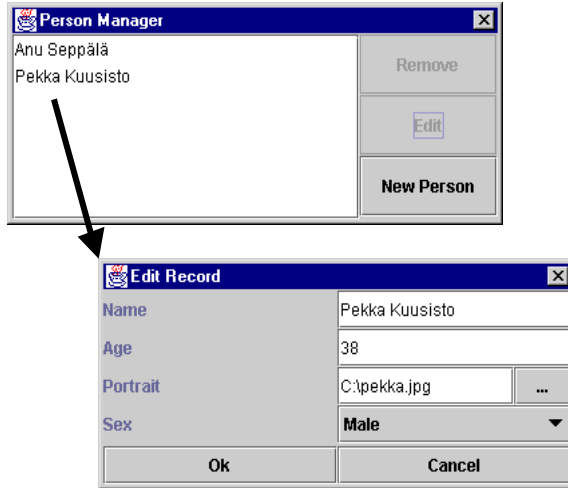 Person Manager
Anu Seppälä
Pekka Kuusisto
Remove
Edit
New Person
Edit Record
Name
Pekka Kuusisto
Age
38
Portrait
C:\pekka.jpg
...
Sex
Male
Ok
Cancel